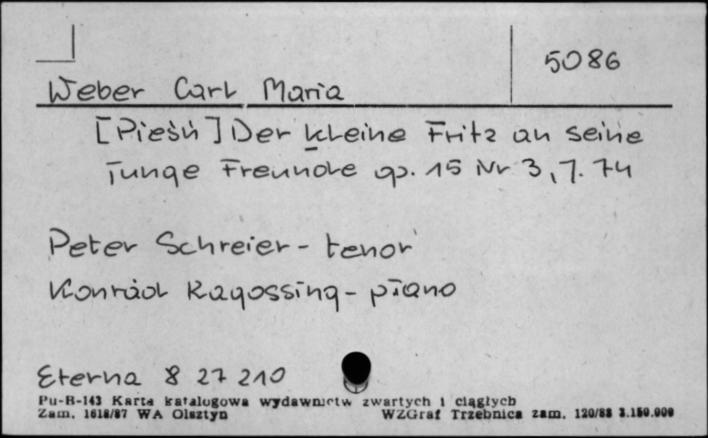 5086
Weber Carl Maria
[Pieśń] Der kleine Fritz an seine
Junge Freunde op. 15 Nr 3, J. 74
Peter Schreier - tenor
Konrad Ragossing - piano
Eterna 8 27 210
Pu-B-143 Karta katalogowa wydawnictw zwartych i ciągłych
Zam. 1618/87 WA Olsztyn WZGraf Trzebnica zam. 120/88 3.150.000